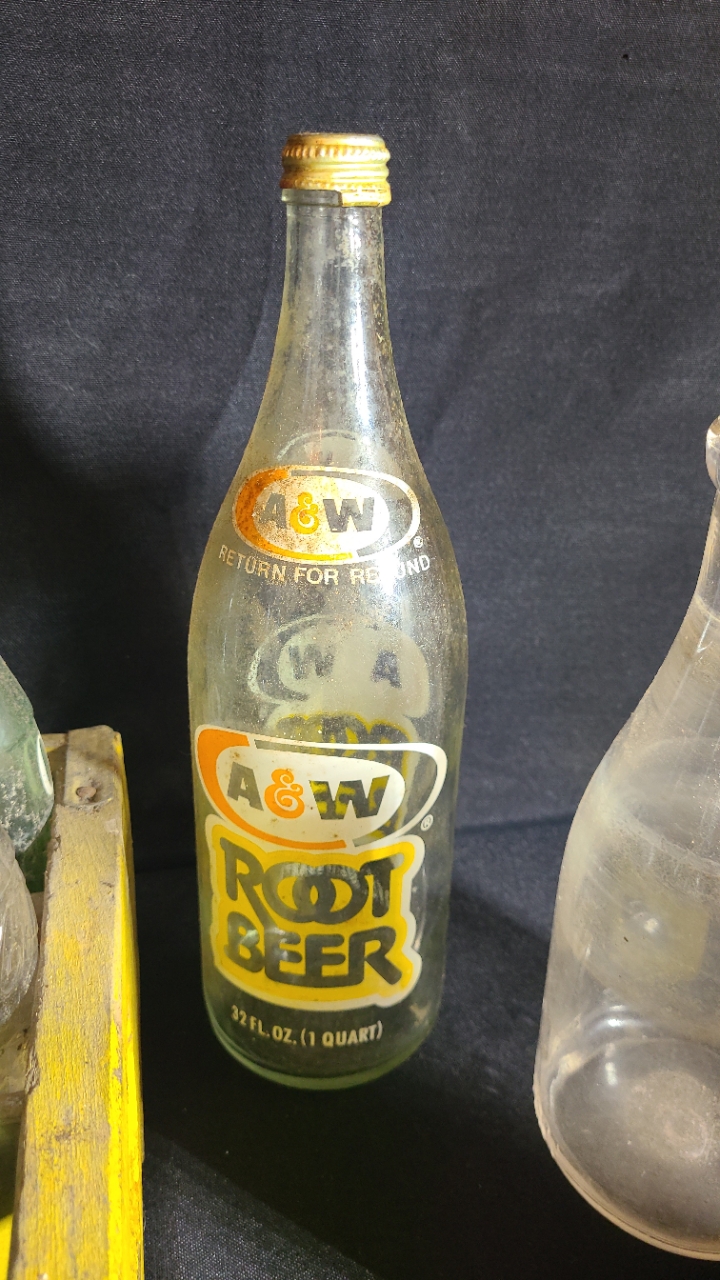 A&W®
RETURN FOR REFUND
A&W®
ROOT
BEER
32 FL. OZ. (1 QUART)